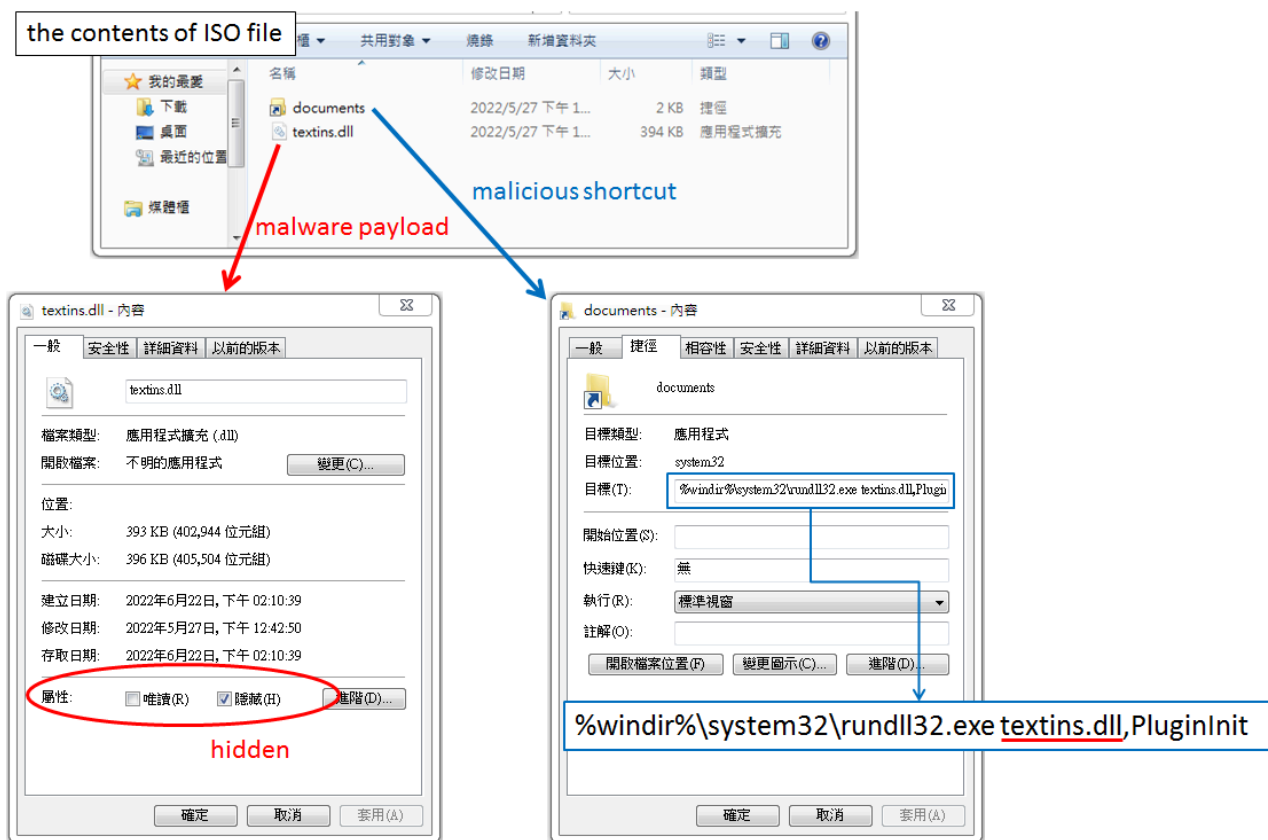 the contents of ISO file
櫃 共用對象 燒錄 新增資料夾
我的最愛
下載
桌面
最近的位置
媒體櫃
名稱 修改日期 大小 類型
documents 2022/5/27 下午 1... 2 KB 捷徑
textins.dll 2022/5/27 下午 1... 394 KB 應用程式擴充
malicious shortcut
malware payload
textins.dll - 內容
一般 安全性 詳細資料 以前的版本
textins.dll
檔案類型: 應用程式擴充 (.dll)
開啟檔案: 不明的應用程式 變更(C)...
位置:
大小: 393 KB (402,944 位元組)
磁碟大小: 396 KB (405,504 位元組)
建立日期: 2022年6月22日, 下午 02:10:39
修改日期: 2022年5月27日, 下午 12:42:50
存取日期: 2022年6月22日, 下午 02:10:39
屬性: 唯讀(R) 隱藏(H) 進階(D)...
hidden
確定 取消 套用(A)
documents - 內容
一般 捷徑 相容性 安全性 詳細資料 以前的版本
documents
目標類型: 應用程式
目標位置: system32
目標(T): %windir%\system32\rundll32.exe textins.dll,Plugin
開始位置(S):
快速鍵(K): 無
執行(R): 標準視窗
註解(O):
開啟檔案位置(F) 變更圖示(C)... 進階(D)...
%windir%\system32\rundll32.exe textins.dll,PluginInit
確定 取消 套用(A)